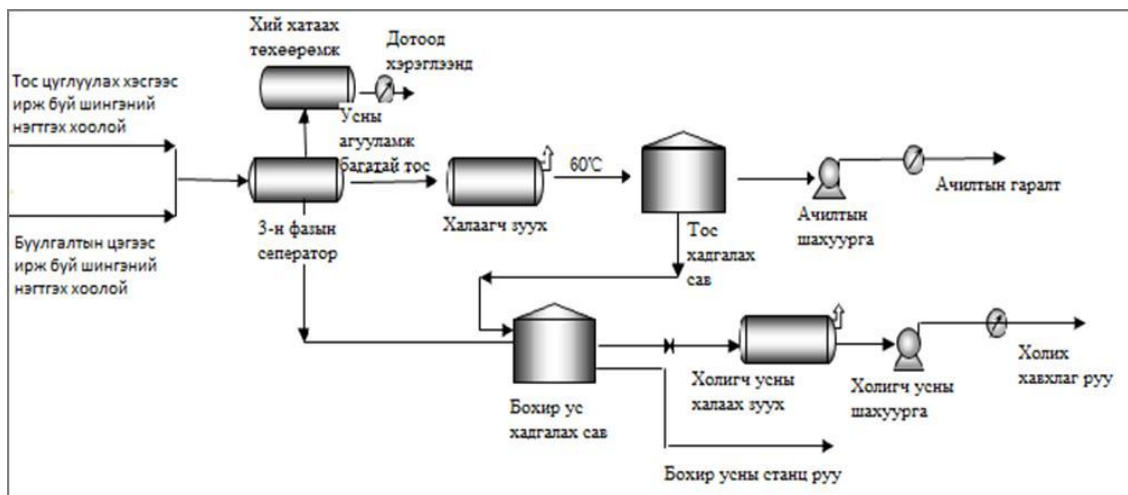 Хий хатаах
төхөөрөмж
Дотоод
хэрэглээнд
Тос цуглуулах хэсгээс
ирж буй шингэний
нэгтгэх хоолой
Усны
агууламж
багатай тос
60℃
3-н фазын
сеператор
Халаагч зуух
Тос
хадгалах
сав
Ачилтын
шахуурга
Ачилтын гаралт
Буулгалтын цэгээс
ирж буй шингэний
нэгтгэх хоолой
Бохир ус
хадгалах сав
Холигч усны
халаах зуух
Холигч усны
шахуурга
Холих
хавхлаг руу
Бохир усны станц руу